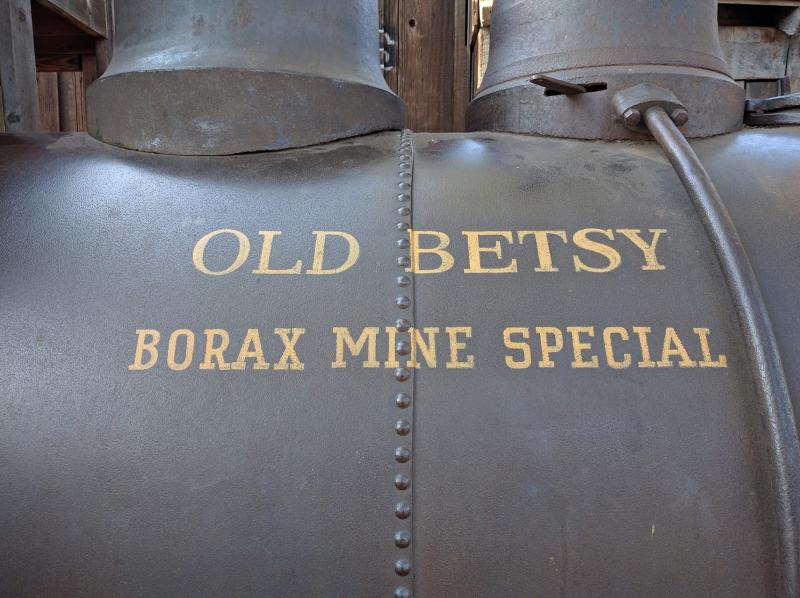 OLD BETSY
BORAX MINE SPECIAL